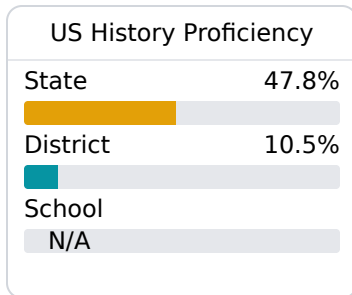 US History Proficiency
State 47.8%
District 10.5%
School
N/A